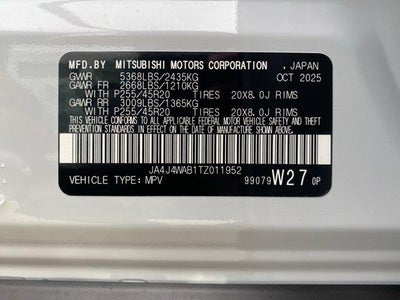 MFD.BY MITSUBISHI MOTORS CORPORATION .JAPAN
GWVR 5368LBS/2435KG OCT 2025
GAWR FR 2668LBS/1210KG
WITH P255/45R20 TIRES 20X8.0J RIMS
GAWR RR 3009LBS/1365KG
WITH P255/45R20 TIRES 20X8.0J RIMS
THIS VEHICLE CONFORMS TO ALL APPLICABLE FEDERAL MOTOR VEHICLE
SAFETY AND THEFT PREVENTION STANDARDS IN EFFECT ON THE DATE OF
MANUFACTURE SHOWN ABOVE.
JA4J4WAB1TZ011952
VEHICLE TYPE: MPV 99079 W27 0P